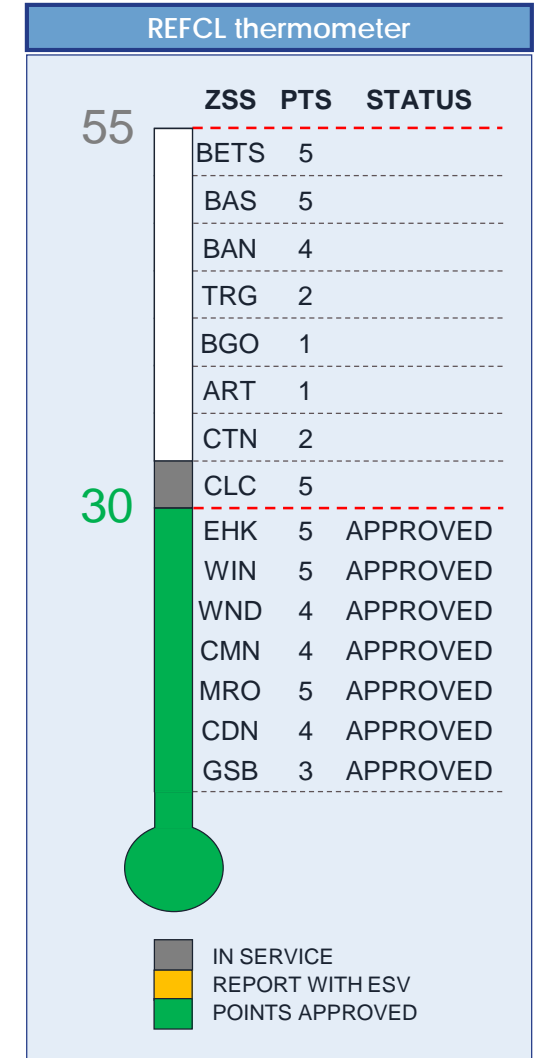 REFCL thermometer
ZSS PTS STATUS
55
BETS 5
BAS 5
BAN 4
TRG 2
BGO 1
ART 1
CTN 2
CLC 5
30
EHK 5 APPROVED
WIN 5 APPROVED
WND 4 APPROVED
CMN 4 APPROVED
MRO 5 APPROVED
CDN 4 APPROVED
GSB 3 APPROVED
IN SERVICE
REPORT WITH ESV
POINTS APPROVED